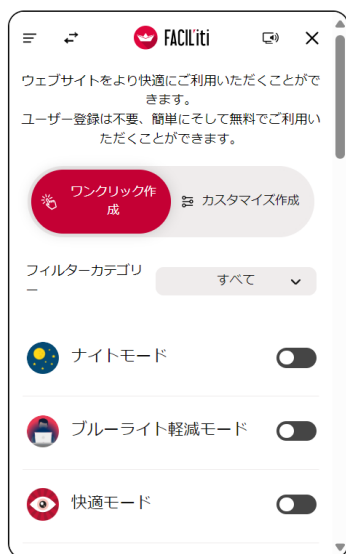 FACIL'iti
ウェブサイトをより快適にご利用いただくことがで
きます。
ユーザー登録は不要、簡単にそして無料でご利用い
ただくことができます。
ワンクリック作
成
カスタマイズ作成
フィルターカテゴリ
ー
すべて
ナイトモード
ブルーライト軽減モード
快適モード